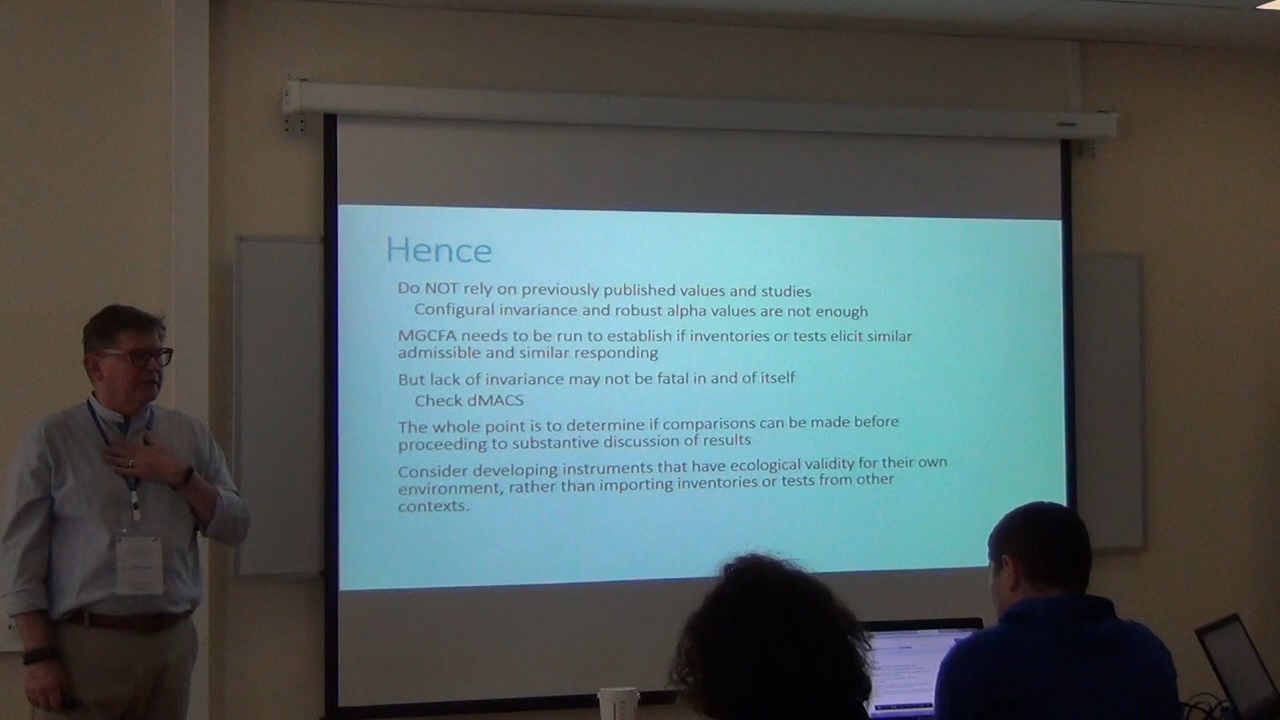 Hence
Do NOT rely on previously published values and studies
Configural invariance and robust alpha values are not enough
MGCFA needs to be run to establish if inventories or tests elicit similar
admissible and similar responding
But lack of invariance may not be fatal in and of itself
Check dMACS
The whole point is to determine if comparisons can be made before
proceeding to substantive discussion of results
Consider developing instruments that have ecological validity for their own
environment, rather than importing inventories or tests from other
contexts.